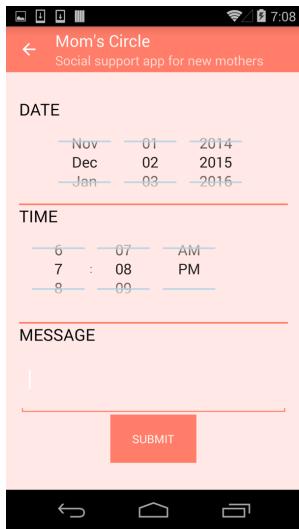 7:08
Mom's Circle
Social support app for new mothers
DATE
Nov 01 2014
Dec 02 2015
Jan 03 2016
TIME
6 07 AM
7 : 08 PM
8 09
MESSAGE
SUBMIT